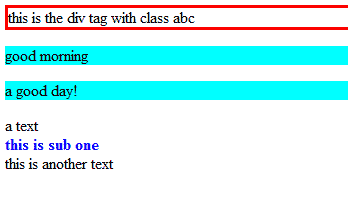 this is the div tag with class abc
good morning
a good day!
a text
this is sub one
this is another text